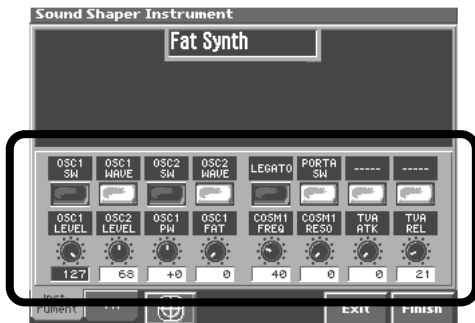 Sound Shaper Instrument
Fat Synth
OSC1 SW OSC1 WAVE OSC2 SW OSC2 WAVE LEGATO PORTA SW ----- -----
OSC1 LEVEL OSC2 LEVEL OSC1 PW OSC1 FAT COSM1 FREQ COSM1 RESO TVA ATK TVA REL
127 68 +0 0 40 0 0 21
Inst-
rument Exit Finish